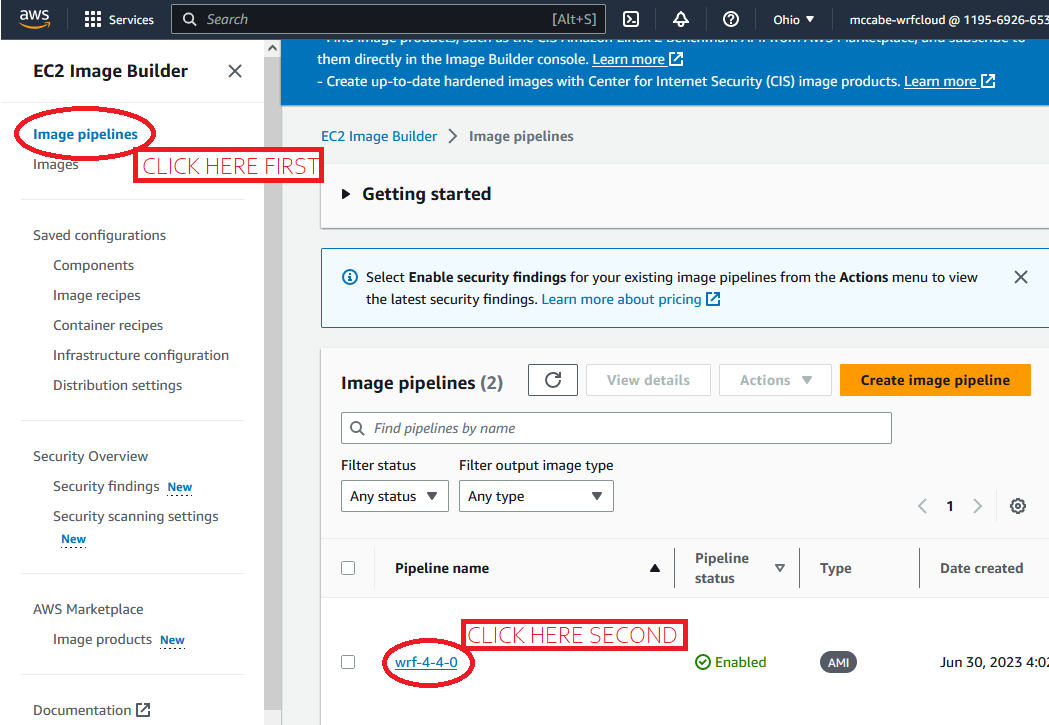 aws
Services
Search
[Alt+S]
Ohio
mccabe-wrfcloud @ 1195-6926-653
EC2 Image Builder
Image pipelines
CLICK HERE FIRST
Images
Saved configurations
Components
Image recipes
Container recipes
Infrastructure configuration
Distribution settings
Security Overview
Security findings New
Security scanning settings
New
AWS Marketplace
Image products New
Documentation
them directly in the Image Builder console. Learn more
- Create up-to-date hardened images with Center for Internet Security (CIS) image products. Learn more
EC2 Image Builder > Image pipelines
Getting started
Select Enable security findings for your existing image pipelines from the Actions menu to view
the latest security findings. Learn more about pricing
Image pipelines (2)
View details
Actions
Create image pipeline
Find pipelines by name
Filter status
Filter output image type
Any status
Any type
1
Pipeline name
Pipeline
status
Type
Date created
CLICK HERE SECOND
wrf-4-4-0
Enabled
AMI
Jun 30, 2023 4:02